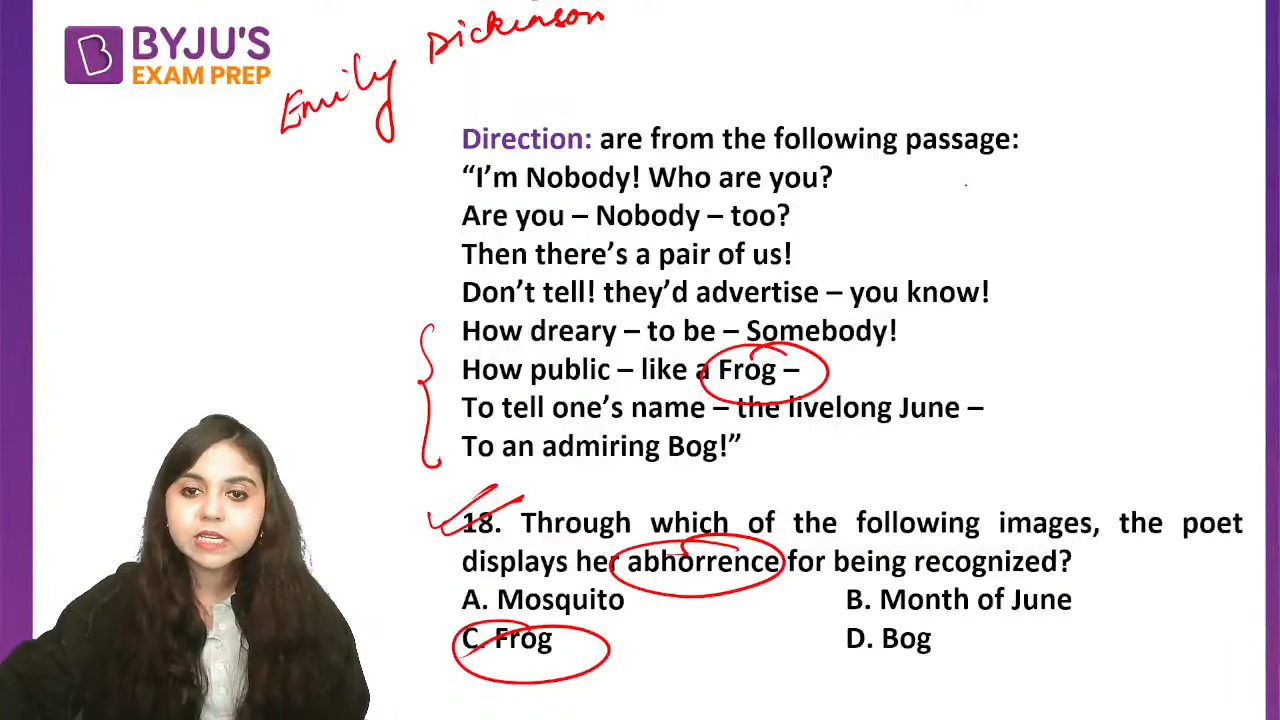 BYJU'S
EXAM PREP
Emily Dickinson
Direction: are from the following passage:
“I’m Nobody! Who are you?
Are you – Nobody – too?
Then there’s a pair of us!
Don’t tell! they’d advertise – you know!
How dreary – to be – Somebody!
How public – like a Frog –
To tell one’s name – the livelong June –
To an admiring Bog!”
18. Through which of the following images, the poet
displays her abhorrence for being recognized?
A. Mosquito B. Month of June
C. Frog D. Bog